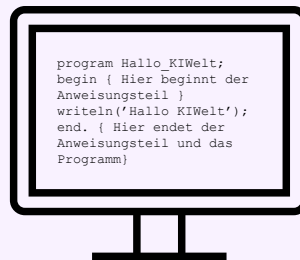 program Hallo_KIWelt;
begin { Hier beginnt der
Anweisungsteil }
writeln(’Hallo KIWelt’);
end. { Hier endet der
Anweisungsteil und das
Programm}